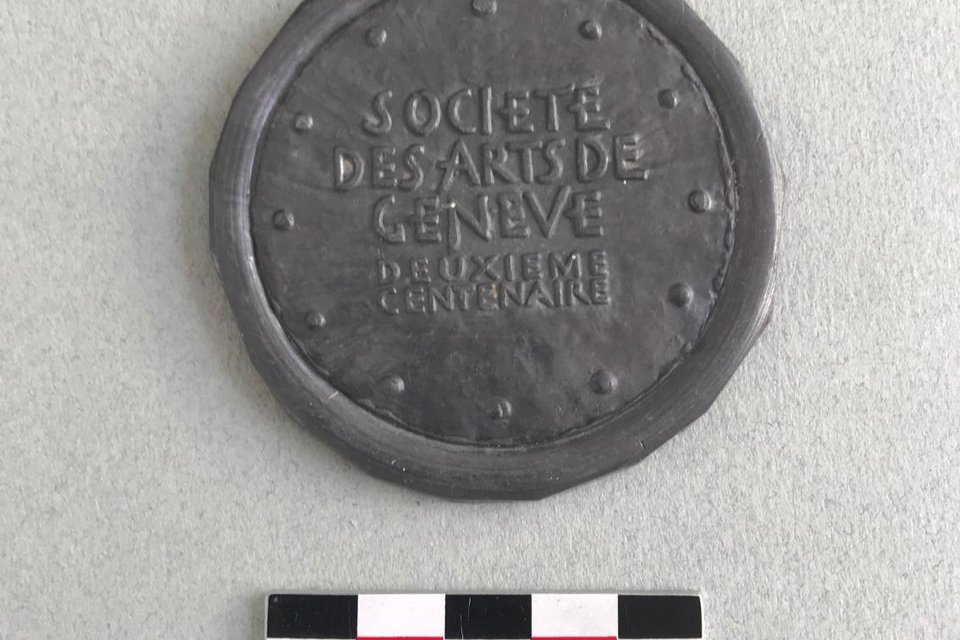 SOCIETE
DES ARTS DE
GENEVE
DEUXIEME
CENTENAIRE